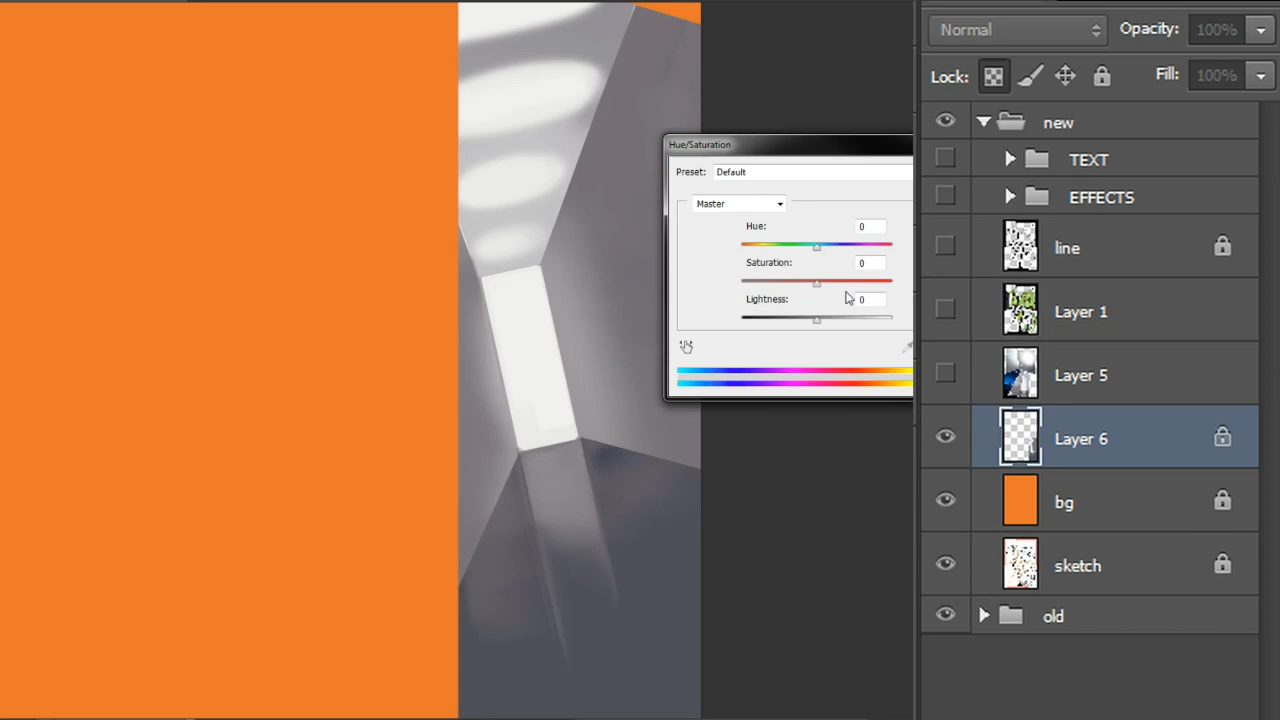 Normal
Opacity: 100%
Lock:
Fill: 100%
new
TEXT
EFFECTS
line
Layer 1
Layer 5
Layer 6
bg
sketch
old
Hue/Saturation
Preset: Default
Master
Hue: 0
Saturation: 0
Lightness: 0